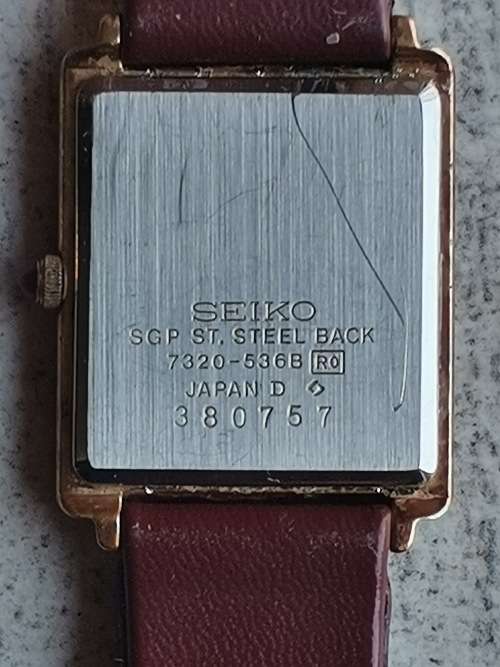 SEIKO
SGP ST. STEEL BACK
7320-536B R0
JAPAN D
380757